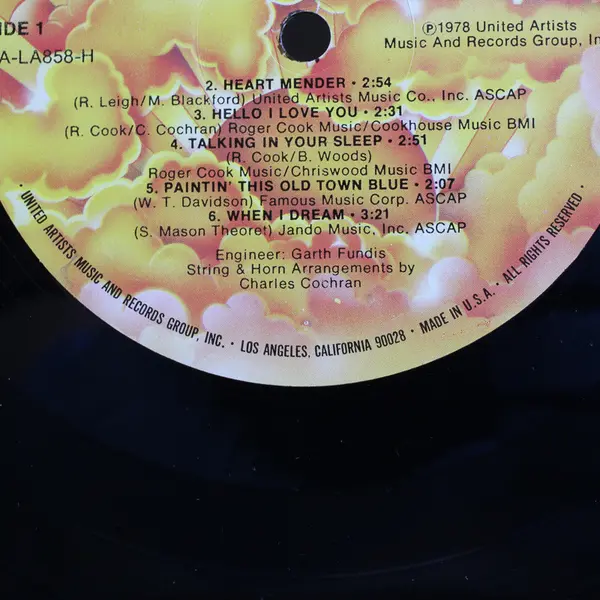 IDE 1
A-LA858-H
Ⓟ1978 United Artists
Music And Records Group, In
2. HEART MENDER • 2:54
(R. Leigh/M. Blackford) United Artists Music Co., Inc. ASCAP
3. HELLO I LOVE YOU • 2:31
(R. Cook/C. Cochran) Roger Cook Music/Cookhouse Music BMI
4. TALKING IN YOUR SLEEP • 2:51
(R. Cook/B. Woods)
Roger Cook Music/Chriswood Music BMI
5. PAINTIN' THIS OLD TOWN BLUE • 2:07
(W. T. Davidson) Famous Music Corp. ASCAP
6. WHEN I DREAM • 3:21
(S. Mason Theoret) Jando Music, Inc. ASCAP
Engineer: Garth Fundis
String & Horn Arrangements by
Charles Cochran
• UNITED ARTISTS MUSIC AND RECORDS GROUP, INC. • LOS ANGELES, CALIFORNIA 90028 • MADE IN U.S.A. • ALL RIGHTS RESERVED •